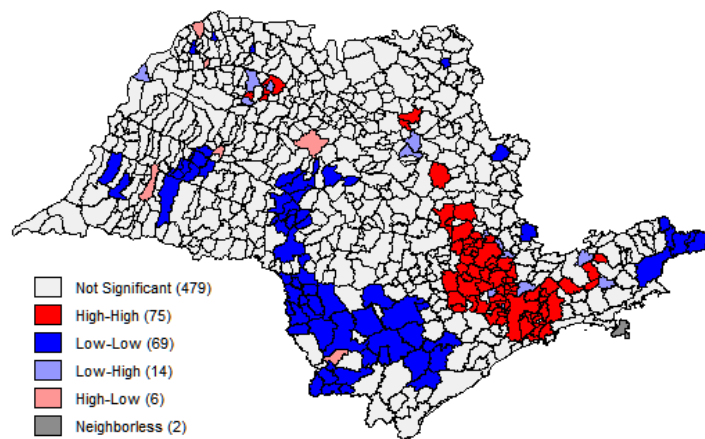 Not Significant (479)
High-High (75)
Low-Low (69)
Low-High (14)
High-Low (6)
Neighborless (2)